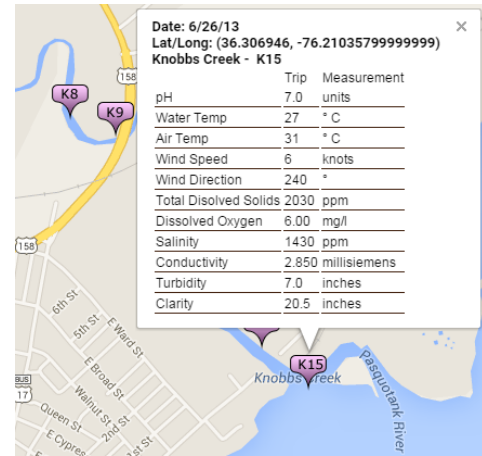 Date: 6/26/13
Lat/Long: (36.306946, -76.21035799999999)
Knobbs Creek - K15
Trip Measurement
pH 7.0 units
Water Temp 27 ° C
Air Temp 31 ° C
Wind Speed 6 knots
Wind Direction 240 °
Total Disolved Solids 2030 ppm
Dissolved Oxygen 6.00 mg/l
Salinity 1430 ppm
Conductivity 2.850 millisiemens
Turbidity 7.0 inches
Clarity 20.5 inches
158
K8
K9
158
6th St
5th St
E Ward St
E Broad St
Walnut St
2nd St
1st St
Queen St
E Cypres
BUS
17
K15
Knobbs Creek
Pasquotank River